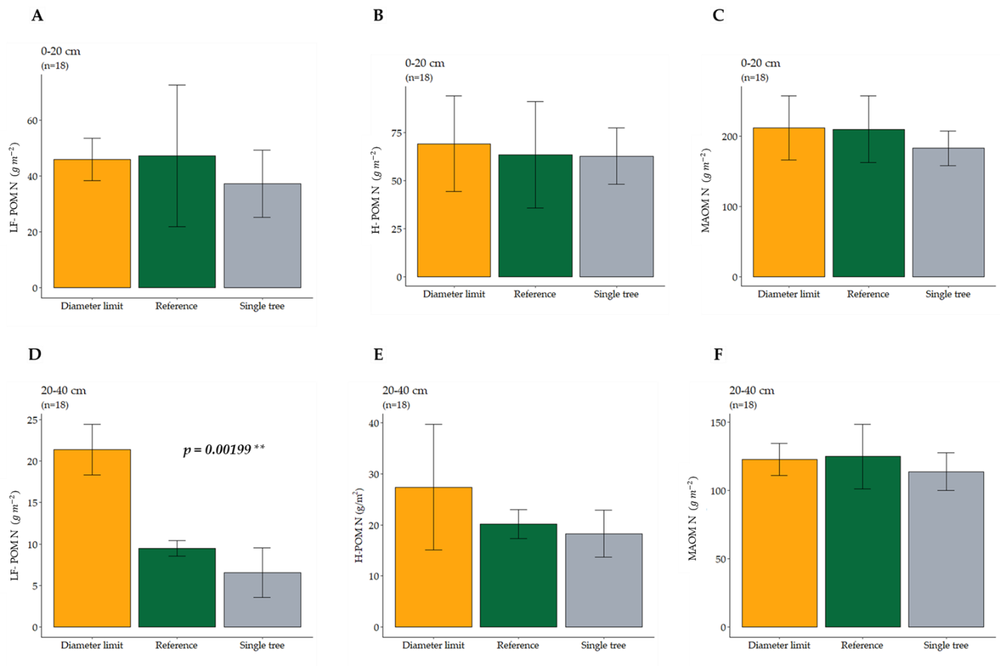 A
0-20 cm
(n=18)
LF- POM N (g m⁻²)
60
40
20
0
Diameter limit Reference Single tree
B
0-20 cm
(n=18)
H- POM N (g m⁻²)
75
50
25
0
Diameter limit Reference Single tree
C
0-20 cm
(n=18)
MAOM N (g m⁻²)
200
100
0
Diameter limit Reference Single tree
D
20-40 cm
(n=18)
LF- POM N (g m⁻²)
25
20
15
10
5
0
p = 0.00199 **
Diameter limit Reference Single tree
E
20-40 cm
(n=18)
H-POM N (g/m²)
40
30
20
10
0
Diameter limit Reference Single tree
F
20-40 cm
(n=18)
MAOM N (g m⁻²)
150
100
50
0
Diameter limit Reference Single tree